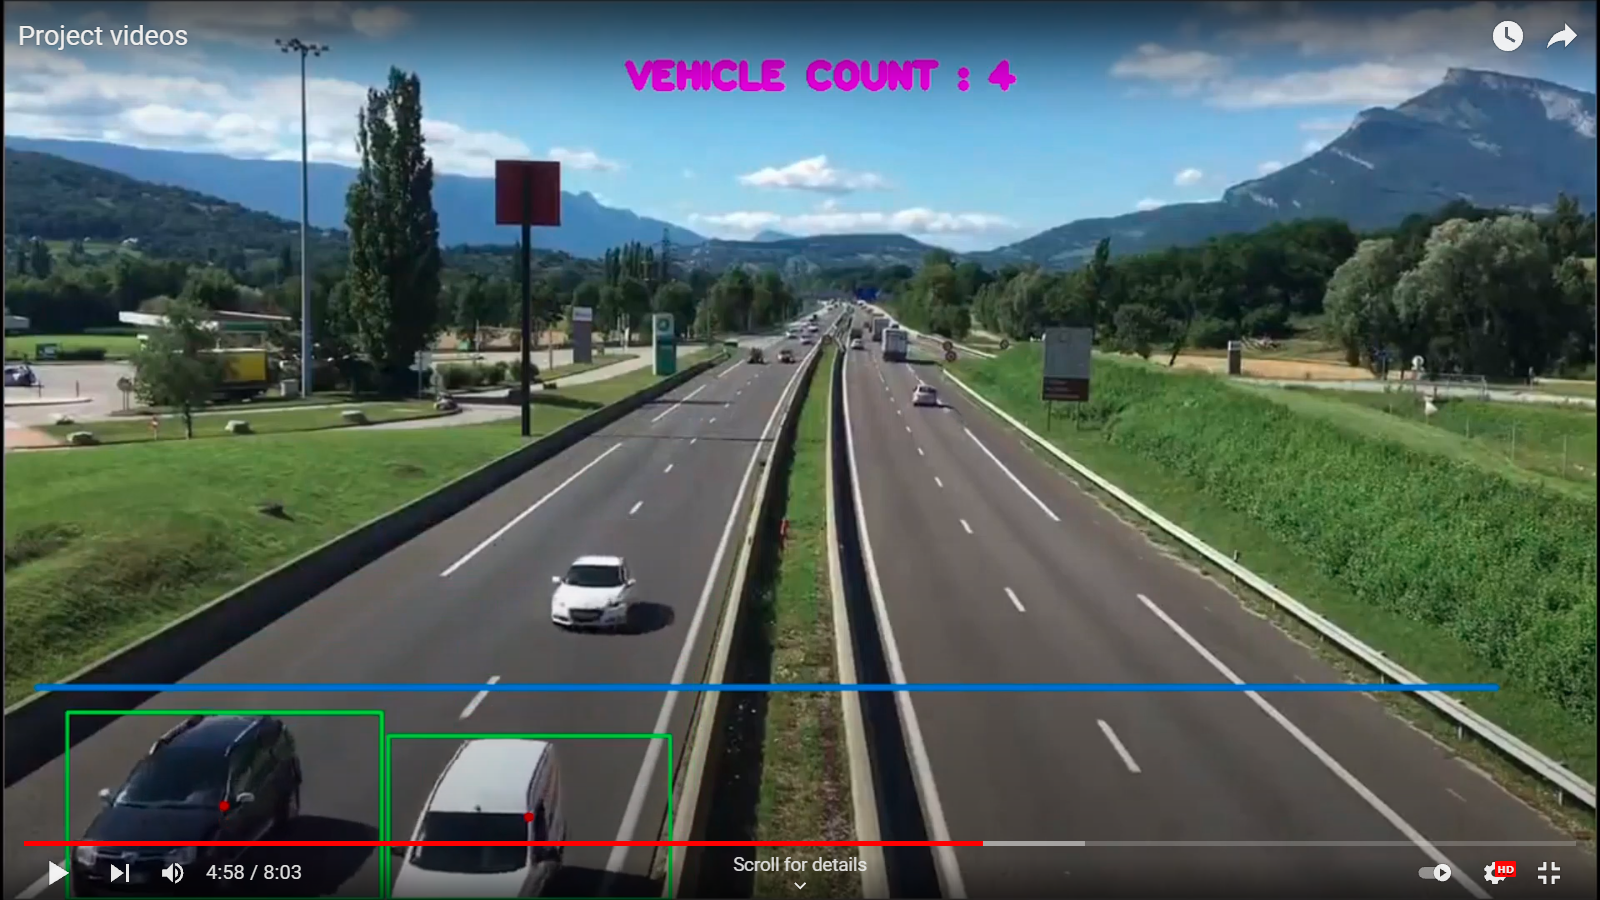 Project videos
VEHICLE COUNT : 4
4:58 / 8:03
Scroll for details
HD